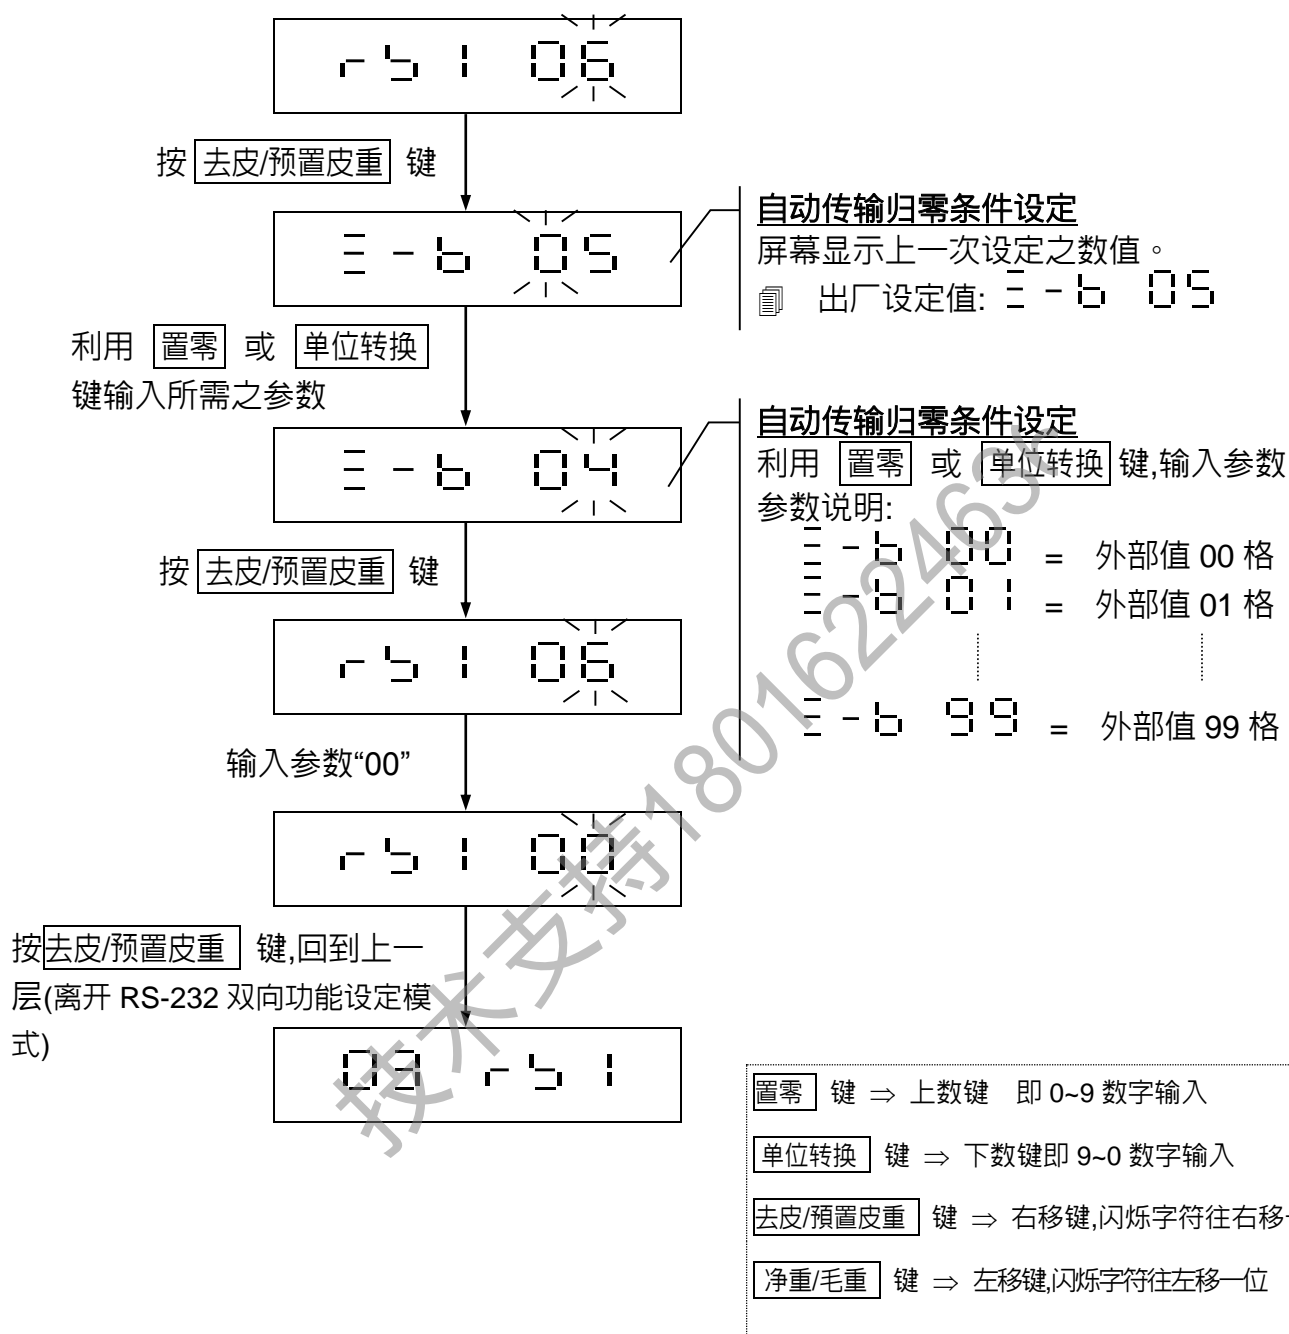 rS1 06
按 去皮/预置皮重 键
Ξ-b 05
自动传输归零条件设定
屏幕显示上一次设定之数值。
出厂设定值: Ξ-b 05
利用 置零 或 单位转换
键输入所需之参数
Ξ-b 04
自动传输归零条件设定
利用 置零 或 单位转换 键,输入参数
参数说明:
Ξ-b 00 = 外部值 00 格
Ξ-b 01 = 外部值 01 格
Ξ-b 99 = 外部值 99 格
按 去皮/预置皮重 键
rS1 06
输入参数“00”
rS1 00
按去皮/预置皮重 键,回到上一
层(离开 RS-232 双向功能设定模
式)
03 rS1
置零 键 ⇒ 上数键 即 0~9 数字输入
单位转换 键 ⇒ 下数键即 9~0 数字输入
去皮/預置皮重 键 ⇒ 右移键,闪烁字符往右移
净重/毛重 键 ⇒ 左移键,闪烁字符往左移一位
技术支持18016224635